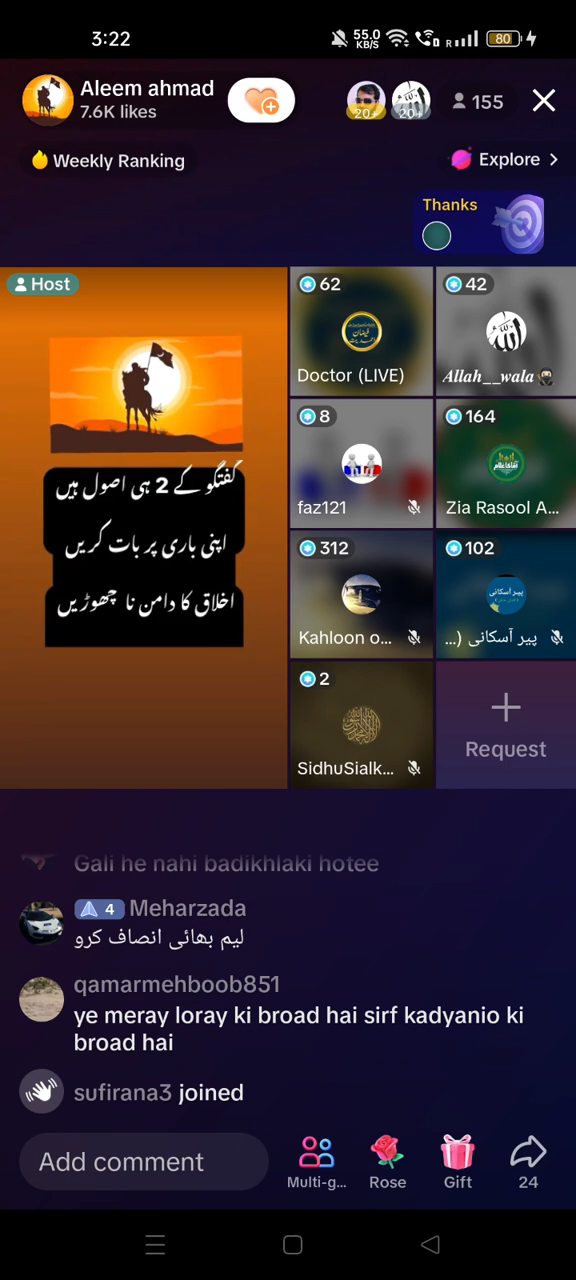 3:22
55.0
KB/S
R
80
Aleem ahmad
7.6K likes
20+
20+
155
Weekly Ranking
Explore
Thanks
Host
گفتگو کے 2 ہی اصول ہیں
اپنی باری پر بات کریں
اخلاق کا دامن نا چھوڑیں
62
Doctor (LIVE)
42
Allah__wala
8
faz121
164
Zia Rasool A...
312
Kahloon o...
102
پیر آسکانی (...
2
SidhuSialk...
Request
Gali he nahi badikhlaki hotee
4 Meharzada
لیم بھائی انصاف کرو
qamarmehboob851
ye meray loray ki broad hai sirf kadyanio ki
broad hai
sufirana3 joined
Add comment
Multi-g...
Rose
Gift
24